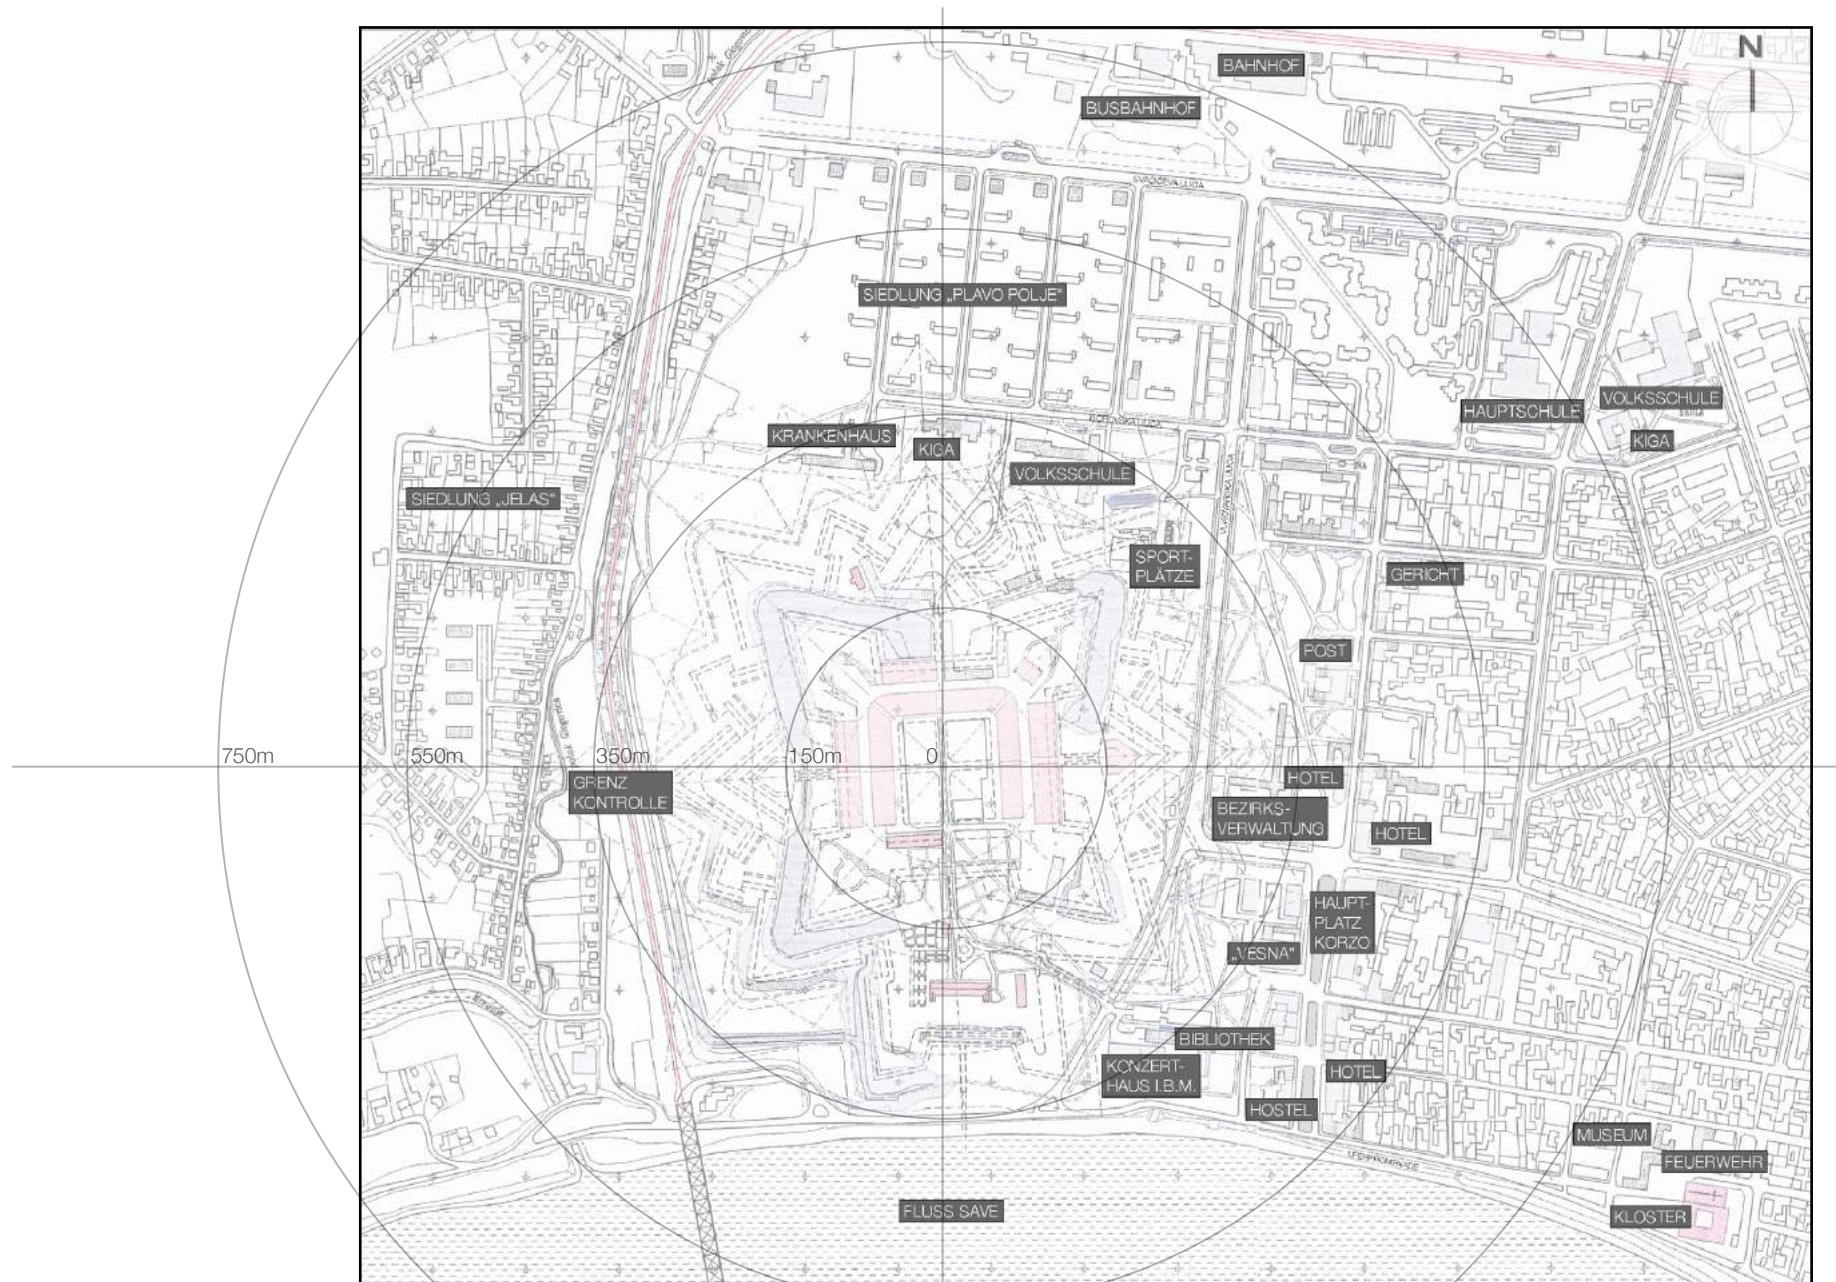 N
BAHNHOF
BUSBAHNHOF
SIEDLUNG „PLAVO POLJE“
HAUPTSCHULE
VOLKSSCHULE
KIGA
KRANKENHAUS
KIGA
VOLKSSCHULE
SIEDLUNG „JELAS“
SPORT-
PLÄTZE
GERICHT
POST
750m
550m
350m
150m
0
GRENZ
KONTROLLE
HOTEL
BEZIRKS-
VERWALTUNG
HOTEL
HAUPT-
PLATZ
KORZO
„VESNA“
BIBLIOTHEK
KONZERT-
HAUS I.B.M.
HOTEL
HOSTEL
MUSEUM
FEUERWEHR
FLUSS SAVE
KLOSTER